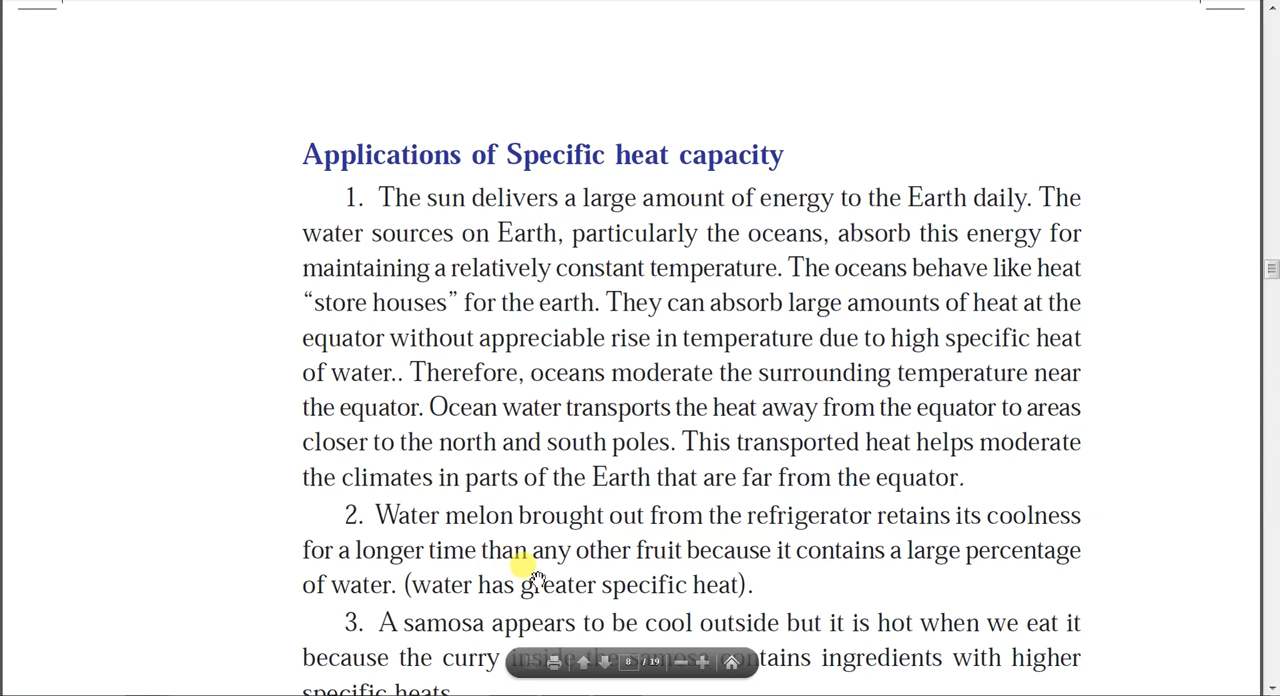 Applications of Specific heat capacity
1. The sun delivers a large amount of energy to the Earth daily. The
water sources on Earth, particularly the oceans, absorb this energy for
maintaining a relatively constant temperature. The oceans behave like heat
“store houses” for the earth. They can absorb large amounts of heat at the
equator without appreciable rise in temperature due to high specific heat
of water.. Therefore, oceans moderate the surrounding temperature near
the equator. Ocean water transports the heat away from the equator to areas
closer to the north and south poles. This transported heat helps moderate
the climates in parts of the Earth that are far from the equator.
2. Water melon brought out from the refrigerator retains its coolness
for a longer time than any other fruit because it contains a large percentage
of water. (water has greater specific heat).
3. A samosa appears to be cool outside but it is hot when we eat it
because the curry inside the samosa contains ingredients with higher
specific heats.
8 / 19